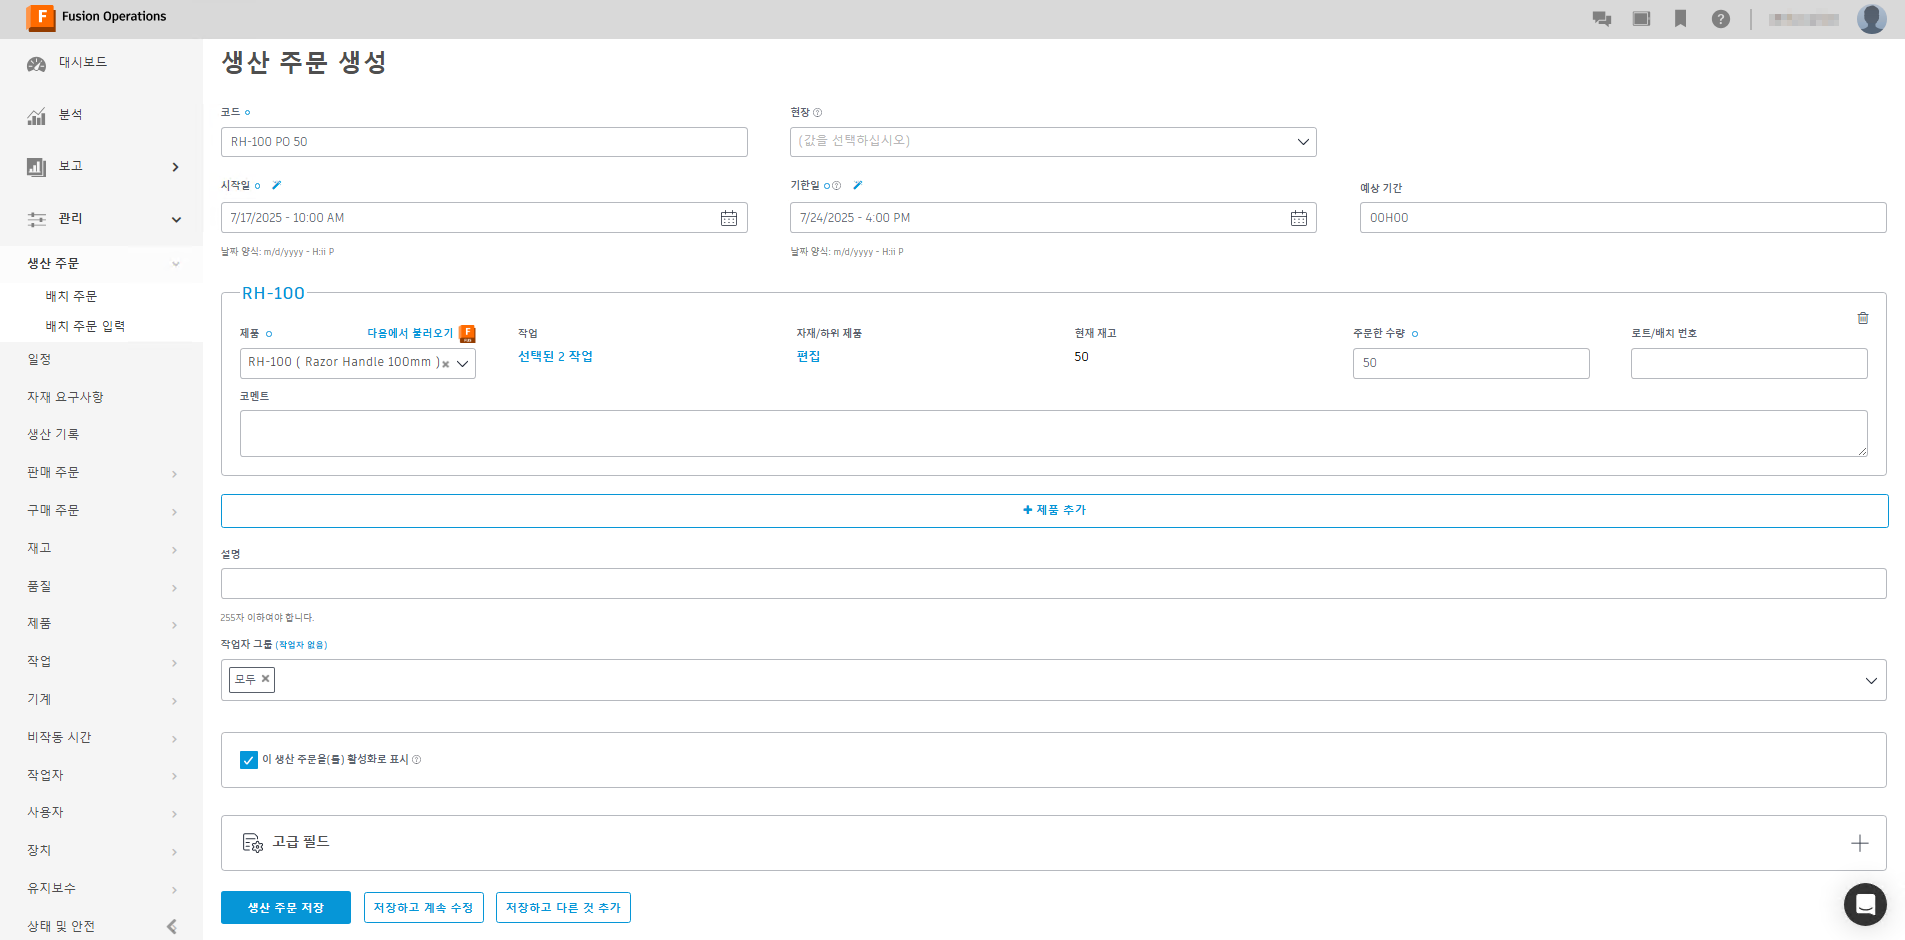 Fusion Operations
대시보드
분석
보고
관리
생산 주문
배치 주문
배치 주문 입력
일정
자재 요구사항
생산 기록
판매 주문
구매 주문
재고
품질
제품
작업
기계
비작동 시간
작업자
사용자
장치
유지보수
상태 및 안전
생산 주문 생성
코드
RH-100 PO 50
현장
(값을 선택하십시오)
시작일
7/17/2025 - 10:00 AM
날짜 양식: m/d/yyyy - H:ii P
기한일
7/24/2025 - 4:00 PM
날짜 양식: m/d/yyyy - H:ii P
예상 기간
00H00
RH-100
제품 다음에서 불러오기
RH-100 ( Razor Handle 100mm )
작업
선택된 2 작업
자재/하위 제품
편집
현재 재고
50
주문한 수량
50
로트/배치 번호
코멘트
+ 제품 추가
설명
255자 이하여야 합니다.
작업자 그룹 (작업자 없음)
모두
이 생산 주문을(를) 활성화로 표시
고급 필드
생산 주문 저장
저장하고 계속 수정
저장하고 다른 것 추가